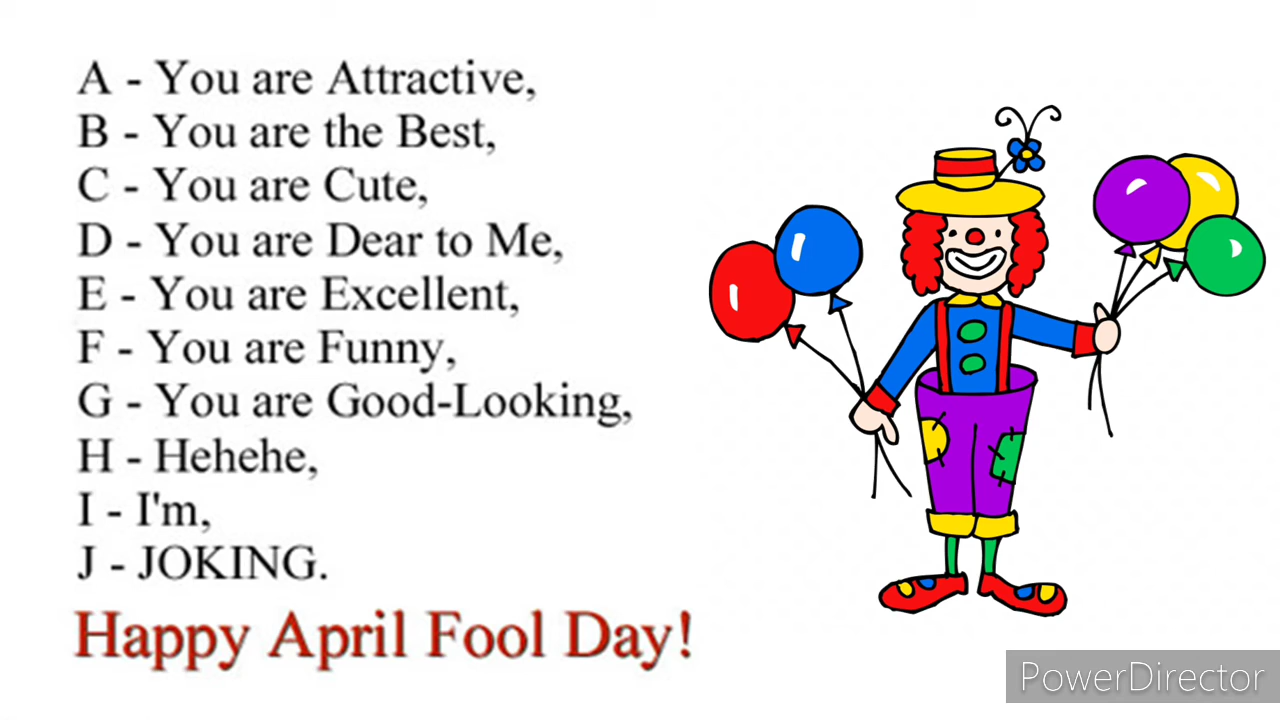 A - You are Attractive,
B - You are the Best,
C - You are Cute,
D - You are Dear to Me,
E - You are Excellent,
F - You are Funny,
G - You are Good-Looking,
H - Hehehe,
I - I'm,
J - JOKING.
Happy April Fool Day!
PowerDirector